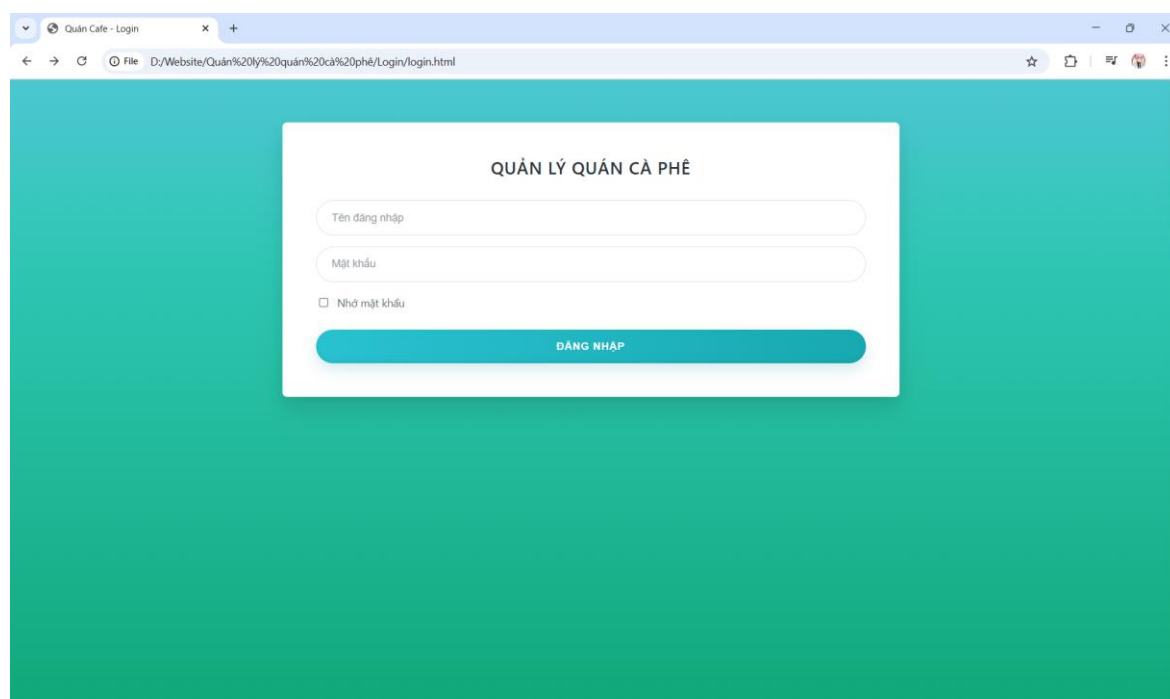 Quán Cafe - Login
File D:/Website/Quản%20lý%20quán%20cà%20phê/Login/login.html
QUẢN LÝ QUÁN CÀ PHÊ
Tên đăng nhập
Mật khẩu
Nhớ mật khẩu
ĐĂNG NHẬP